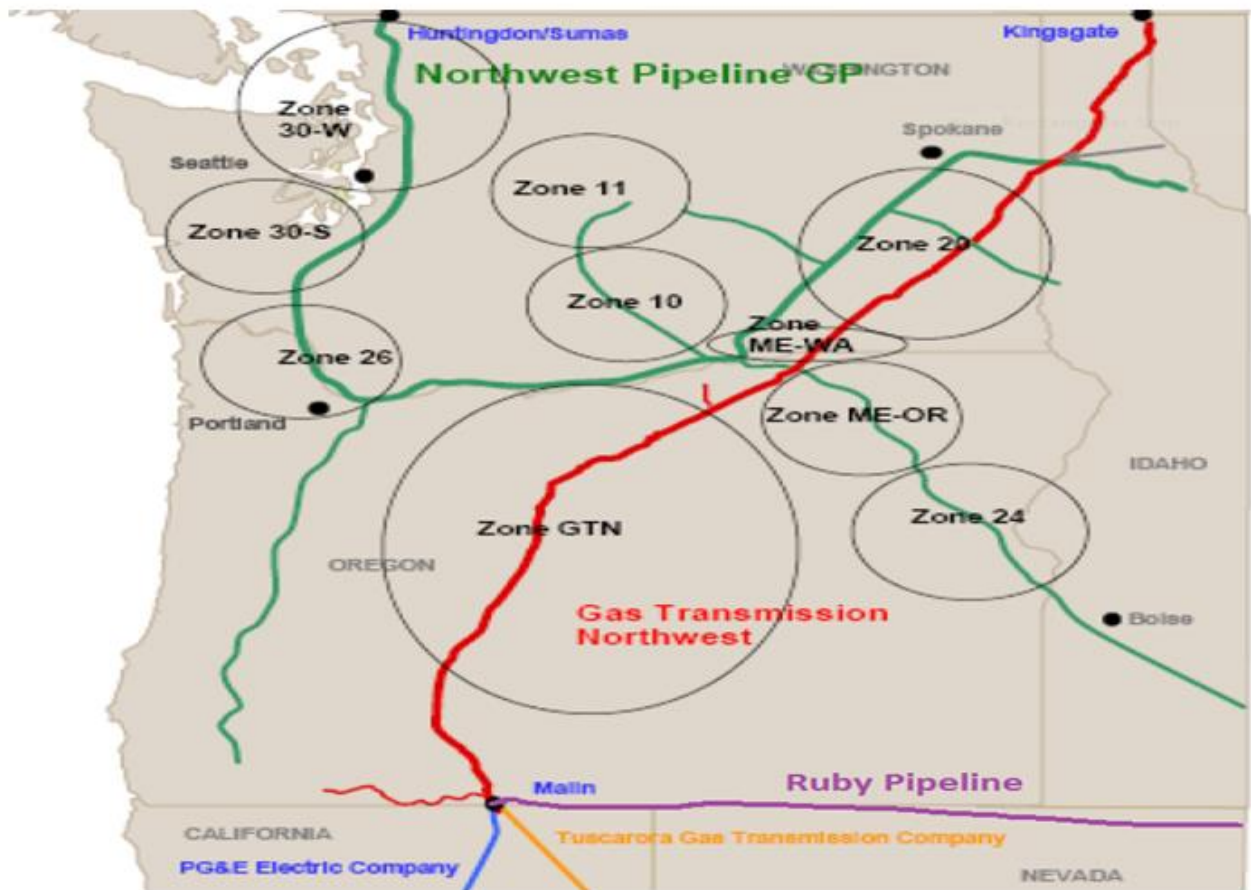 Huntingdon/Sumas
Kingsgate
Northwest Pipeline GP
WASHINGTON
Zone
30-W
Spokane
Seattle
Zone 11
Zone 30-S
Zone 20
Zone 10
Zone
ME-WA
Zone 26
Zone ME-OR
Portland
IDAHO
Zone 24
Zone GTN
OREGON
Gas Transmission
Northwest
Boise
Malin
Ruby Pipeline
CALIFORNIA
Tuscarora Gas Transmission Company
PG&E Electric Company
NEVADA